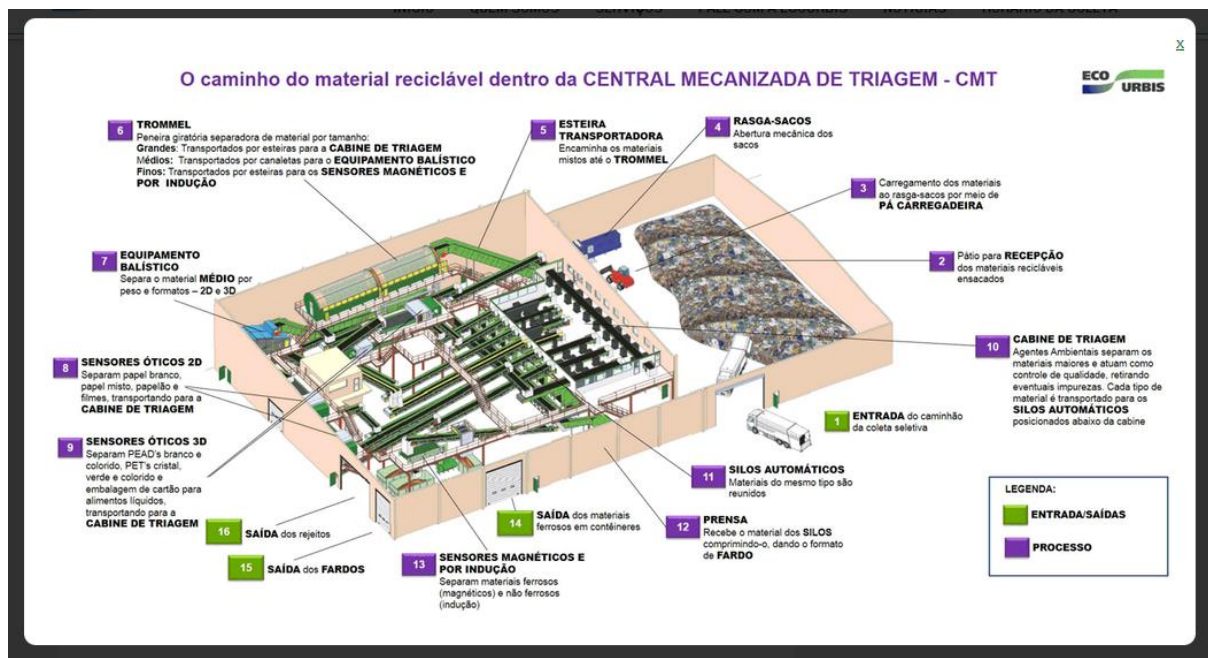 INÍCIO QUEM SOMOS SERVIÇOS FALE COM A ECOURBIS NOTÍCIAS HORÁRIO DA COLETA
X
O caminho do material reciclável dentro da CENTRAL MECANIZADA DE TRIAGEM - CMT
ECO
URBIS
6 TROMMEL
Peneira giratória separadora de material por tamanho:
Grandes: Transportados por esteiras para a CABINE DE TRIAGEM
Médios: Transportados por canaletas para o EQUIPAMENTO BALÍSTICO
Finos: Transportados por esteiras para os SENSORES MAGNÉTICOS E
POR INDUÇÃO
5 ESTEIRA
TRANSPORTADORA
Encaminha os materiais
mistos até o TROMMEL
4 RASGA-SACOS
Abertura mecânica dos
sacos
3 Carregamento dos materiais
ao rasga-sacos por meio de
PÁ CARREGADEIRA
2 Pátio para RECEPÇÃO
dos materiais recicláveis
ensacados
7 EQUIPAMENTO
BALÍSTICO
Separa o material MÉDIO por
peso e formatos – 2D e 3D
8 SENSORES ÓTICOS 2D
Separam papel branco,
papel misto, papelão e
filmes, transportando para a
CABINE DE TRIAGEM
9 SENSORES ÓTICOS 3D
Separam PEAD's branco e
colorido, PET's cristal,
verde e colorido e
embalagem de cartão para
alimentos líquidos,
transportando para a
CABINE DE TRIAGEM
10 CABINE DE TRIAGEM
Agentes Ambientais separam os
materiais maiores e atuam como
controle de qualidade, retirando
eventuais impurezas. Cada tipo de
material é transportado para os
SILOS AUTOMÁTICOS
posicionados abaixo da cabine
1 ENTRADA do caminhão
da coleta seletiva
11 SILOS AUTOMÁTICOS
Materiais do mesmo tipo são
reunidos
12 PRENSA
Recebe o material dos SILOS
comprimindo-o, dando o formato
de FARDO
14 SAÍDA dos materiais
ferrosos em contêineres
16 SAÍDA dos rejeitos
15 SAÍDA dos FARDOS
13 SENSORES MAGNÉTICOS E
POR INDUÇÃO
Separam materiais ferrosos
(magnéticos) e não ferrosos
(indução)
LEGENDA:
ENTRADA/SAÍDAS
PROCESSO